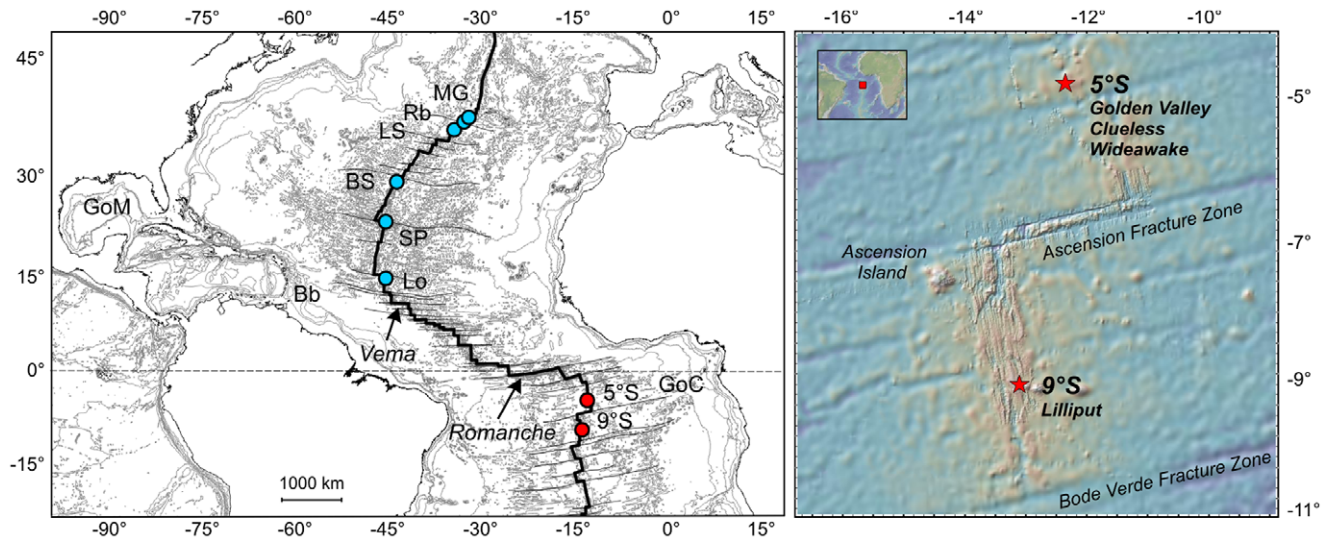 -90° -75° -60° -45° -30° -15° 0° 15°
45°
30°
15°
0°
-15°
MG
Rb
LS
BS
GoM
SP
Lo
Bb
Vema
GoC
5°S
9°S
Romanche
1000 km
-90° -75° -60° -45° -30° -15° 0° 15°
-16° -14° -12° -10°
-5°
-7°
-9°
-11°
5°S
Golden Valley
Clueless
Wideawake
Ascension Fracture Zone
Ascension
Island
9°S
Lilliput
Bode Verde Fracture Zone